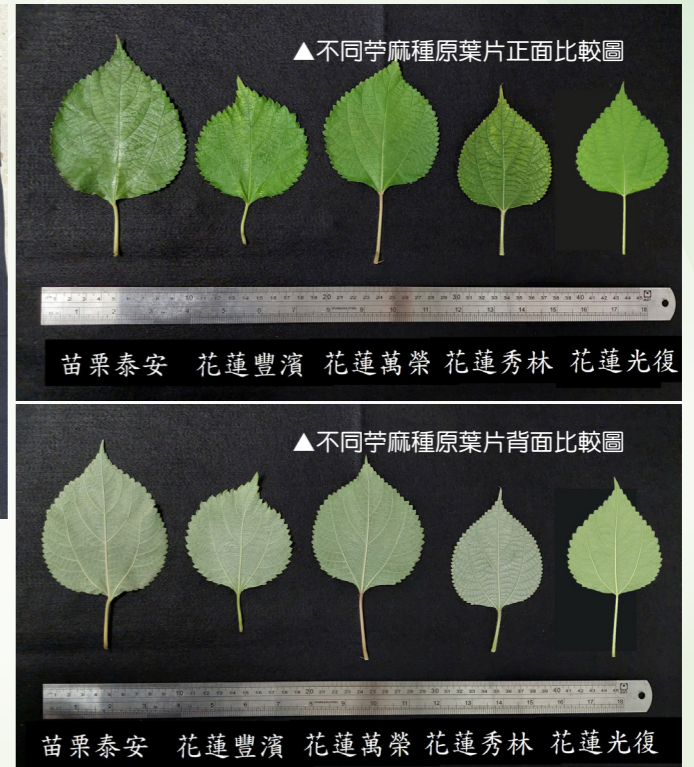 ▲不同苧麻種原葉片正面比較圖
苗栗泰安 花蓮豐濱 花蓮萬榮 花蓮秀林 花蓮光復
▲不同苧麻種原葉片背面比較圖
苗栗泰安 花蓮豐濱 花蓮萬榮 花蓮秀林 花蓮光復